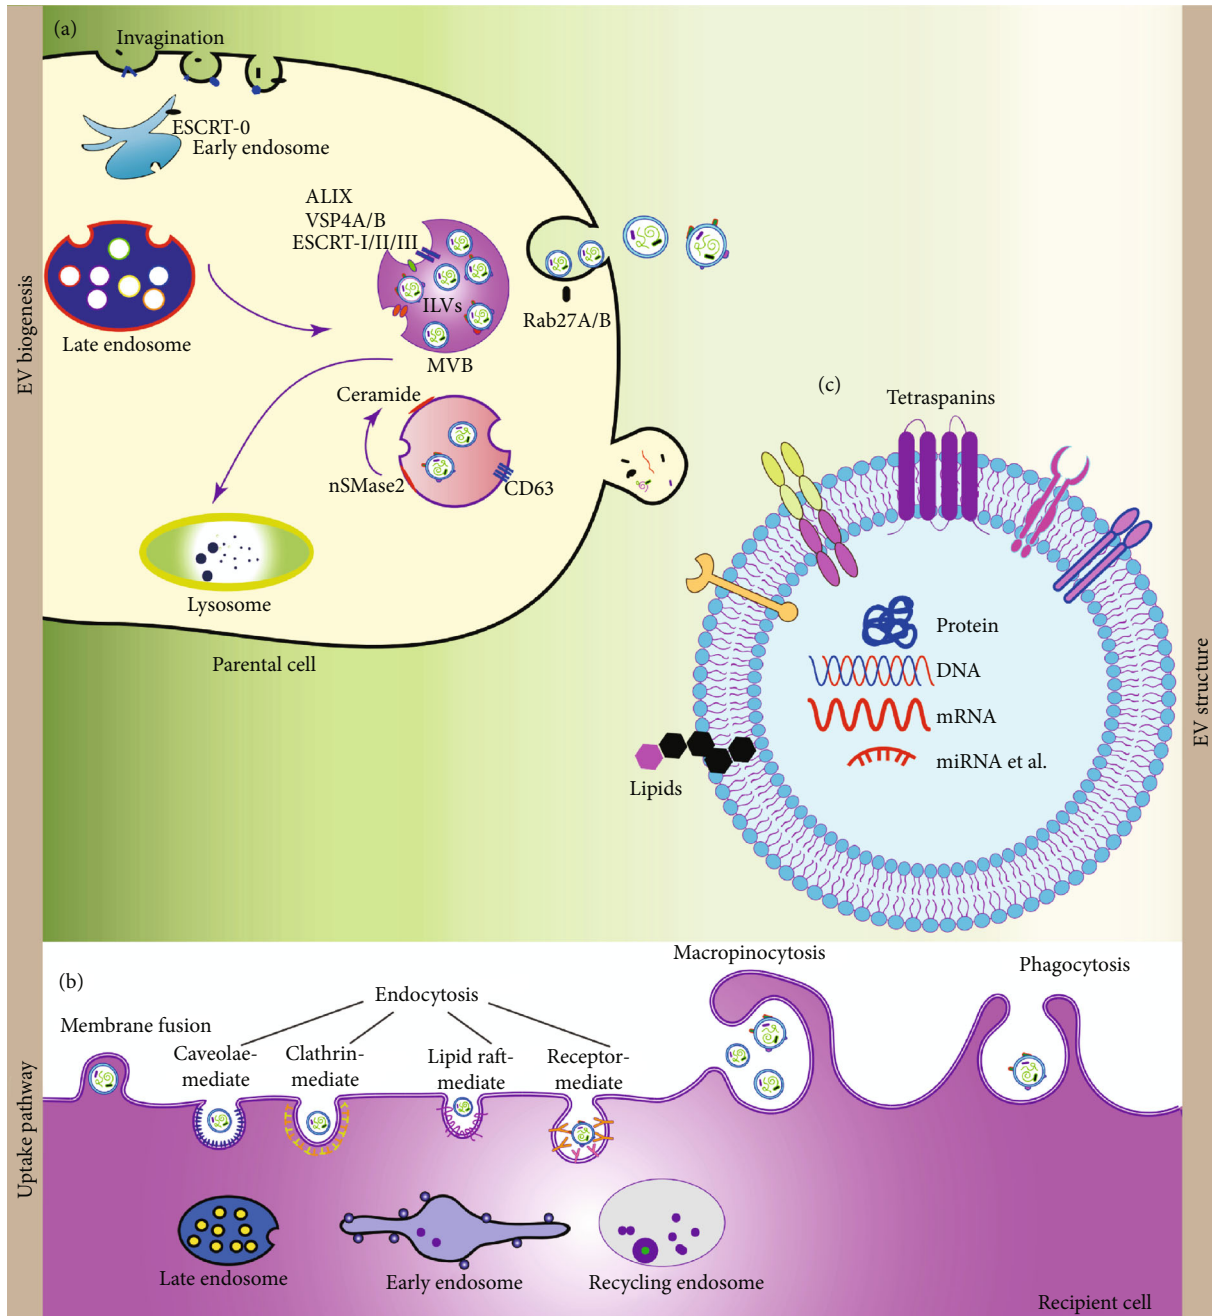 (a)
Invagination
ESCRT-0
Early endosome
ALIX
VSP4A/B
ESCRT-I/II/III
ILVs
Late endosome
MVB
Rab27A/B
Ceramide
nSMase2
CD63
Lysosome
Parental cell
EV biogenesis
(c)
Tetraspanins
Protein
DNA
mRNA
miRNA et al.
Lipids
EV structure
(b)
Endocytosis
Membrane fusion
Caveolae-
mediate
Clathrin-
mediate
Lipid raft-
mediate
Receptor-
mediate
Macropinocytosis
Phagocytosis
Late endosome
Early endosome
Recycling endosome
Recipient cell
Uptake pathway